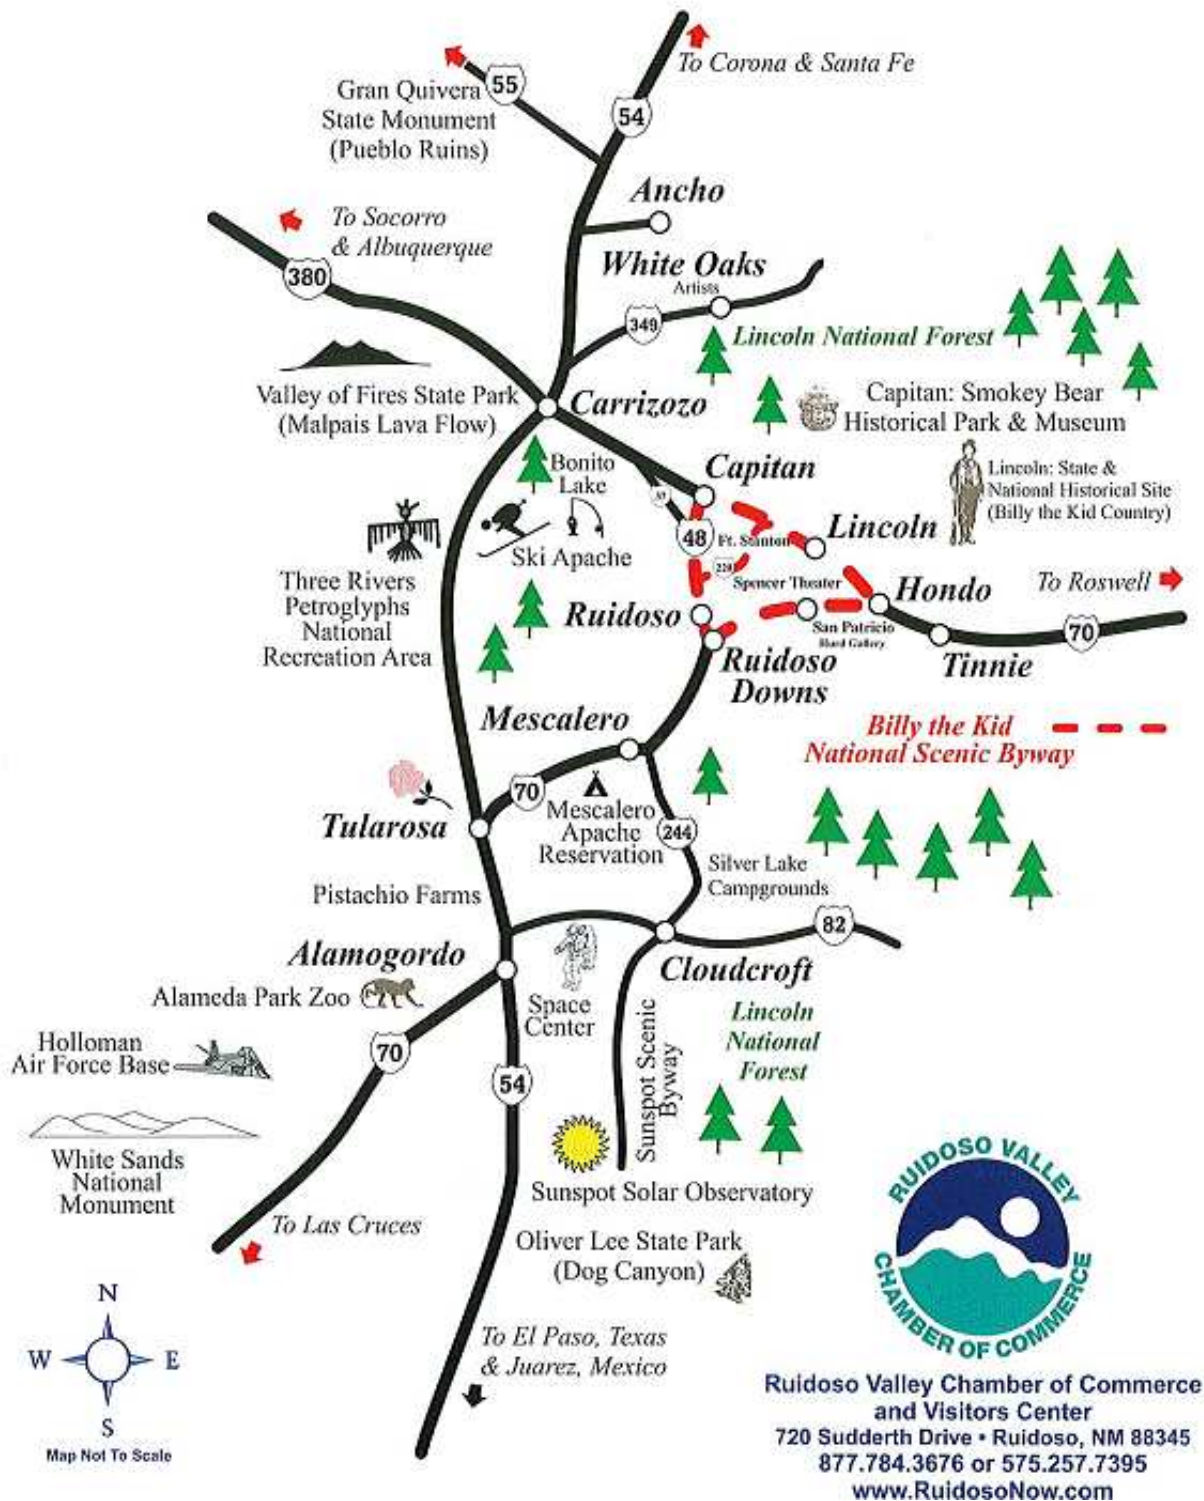 To Corona & Santa Fe
55
Gran Quivera
State Monument
(Pueblo Ruins)
54
Ancho
To Socorro
& Albuquerque
380
White Oaks
Artists
349
Lincoln National Forest
Valley of Fires State Park
(Malpais Lava Flow)
Carrizozo
Capitan: Smokey Bear
Historical Park & Museum
Bonito
Lake
Capitan
Lincoln: State &
National Historical Site
(Billy the Kid Country)
48
Ft. Stanton
Lincoln
Ski Apache
Three Rivers
Petroglyphs
National
Recreation Area
220
Spencer Theater
Hondo
To Roswell
Ruidoso
San Patricio
Hurd Gallery
70
Tinnie
Ruidoso
Downs
Mescalero
Billy the Kid
National Scenic Byway
70
Mescalero
Apache
Reservation
Tularosa
244
Silver Lake
Campgrounds
Pistachio Farms
82
Alamogordo
Cloudcroft
Alameda Park Zoo
Space
Center
Lincoln
National
Forest
Holloman
Air Force Base
70
54
Sunspot Scenic
Byway
White Sands
National
Monument
Sunspot Solar Observatory
To Las Cruces
Oliver Lee State Park
(Dog Canyon)
RUIDOSO VALLEY
CHAMBER OF COMMERCE
N
W E
S
Map Not To Scale
To El Paso, Texas
& Juarez, Mexico
Ruidoso Valley Chamber of Commerce
and Visitors Center
720 Sudderth Drive • Ruidoso, NM 88345
877.784.3676 or 575.257.7395
www.RuidosoNow.com